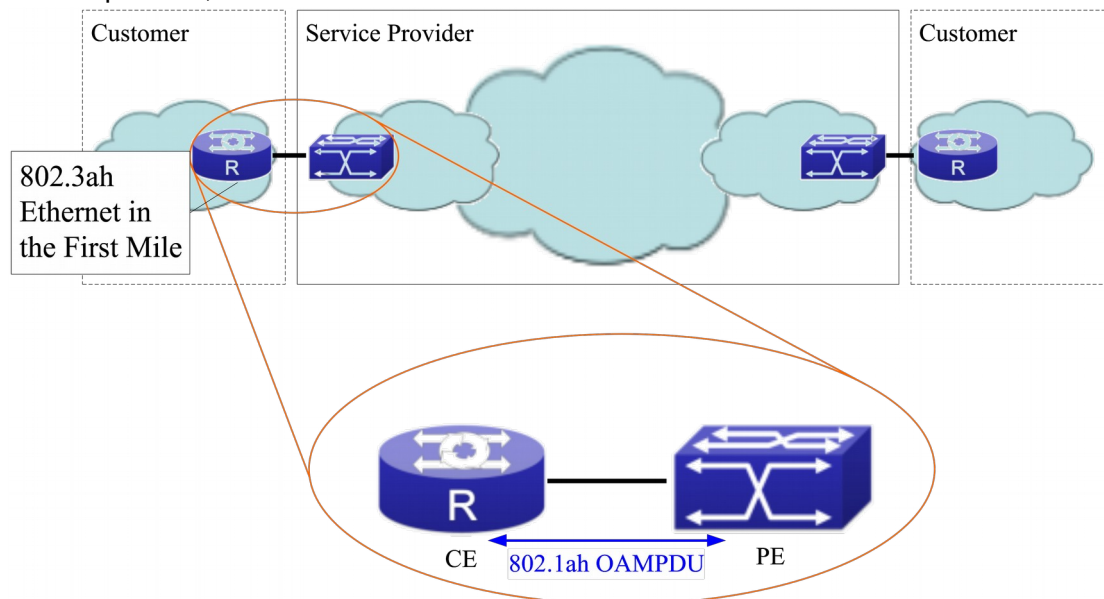 Customer
Service Provider
Customer
R
R
802.3ah
Ethernet in
the First Mile
R
CE
802.1ah OAMPDU
PE